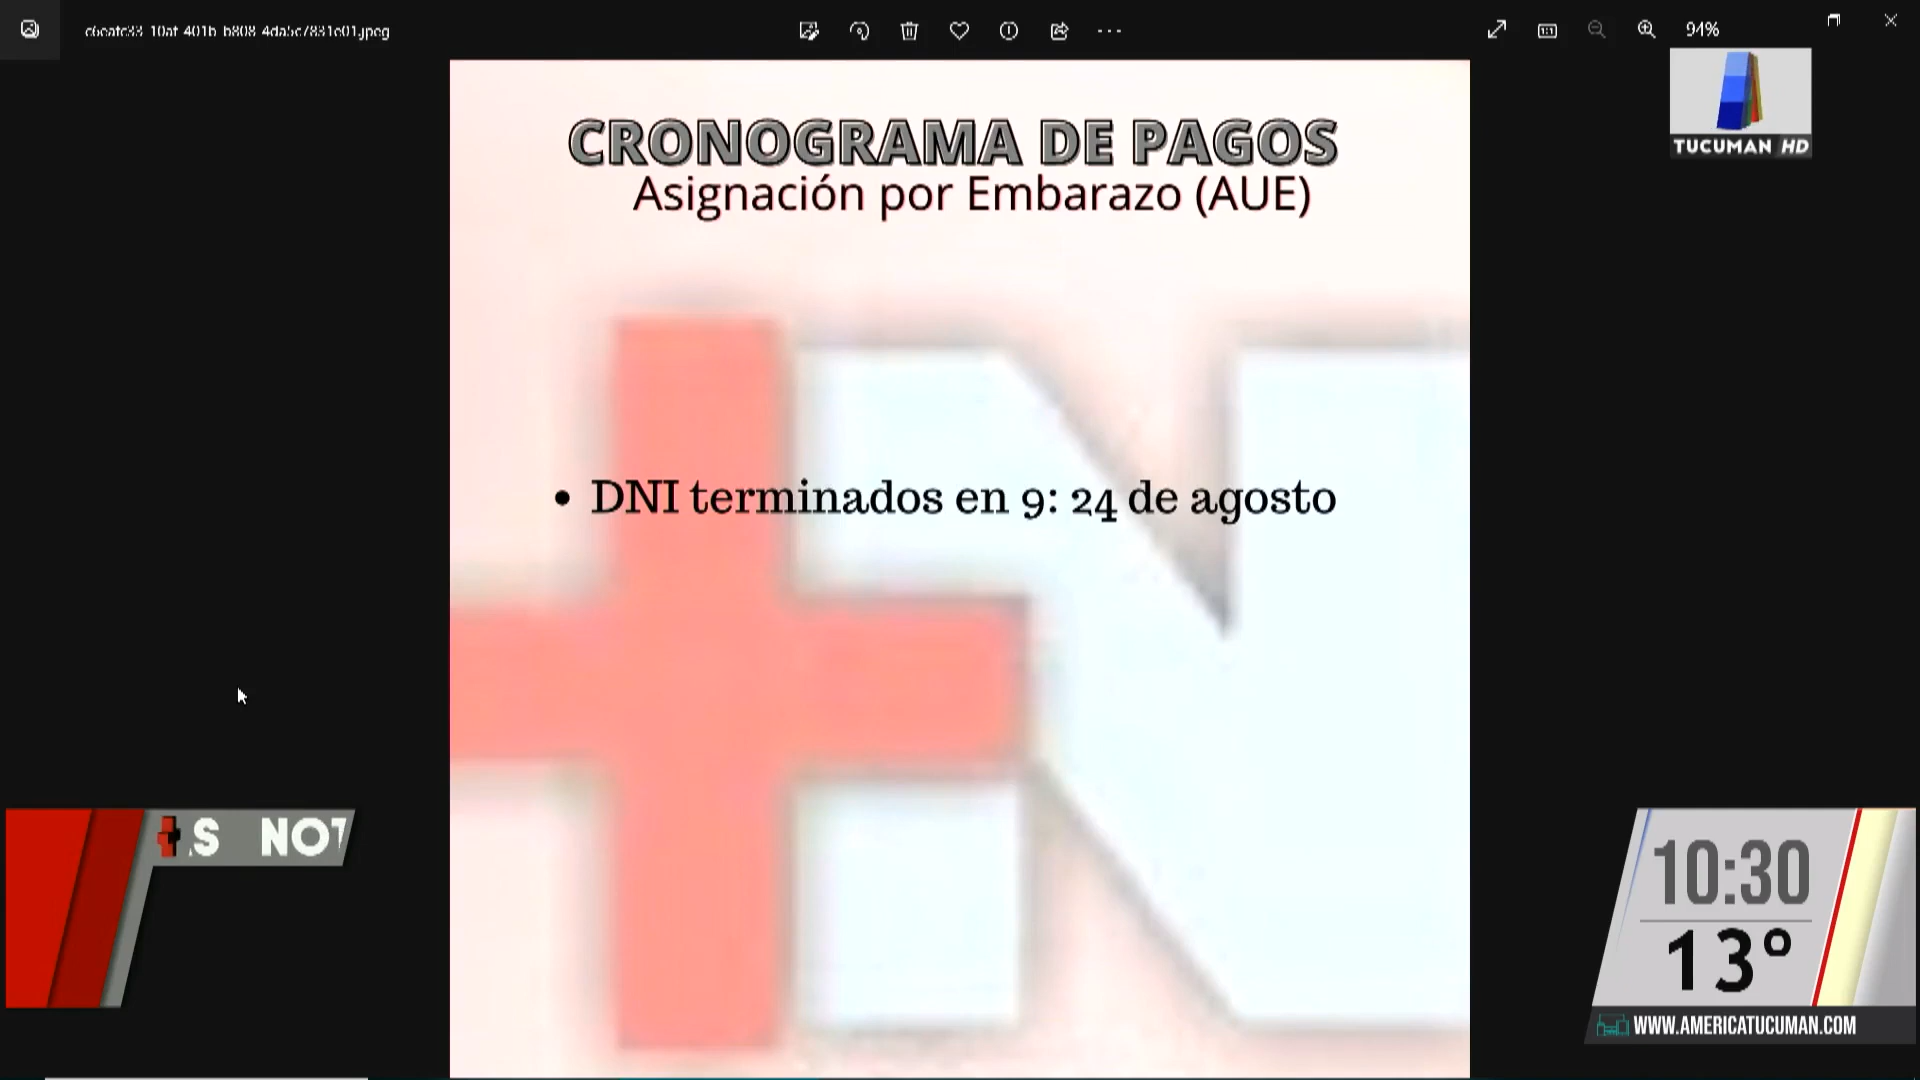 94%
TUCUMAN HD
CRONOGRAMA DE PAGOS
Asignación por Embarazo (AUE)
• DNI terminados en 9: 24 de agosto
S NOT
10:30
13°
WWW.AMERICATUCUMAN.COM